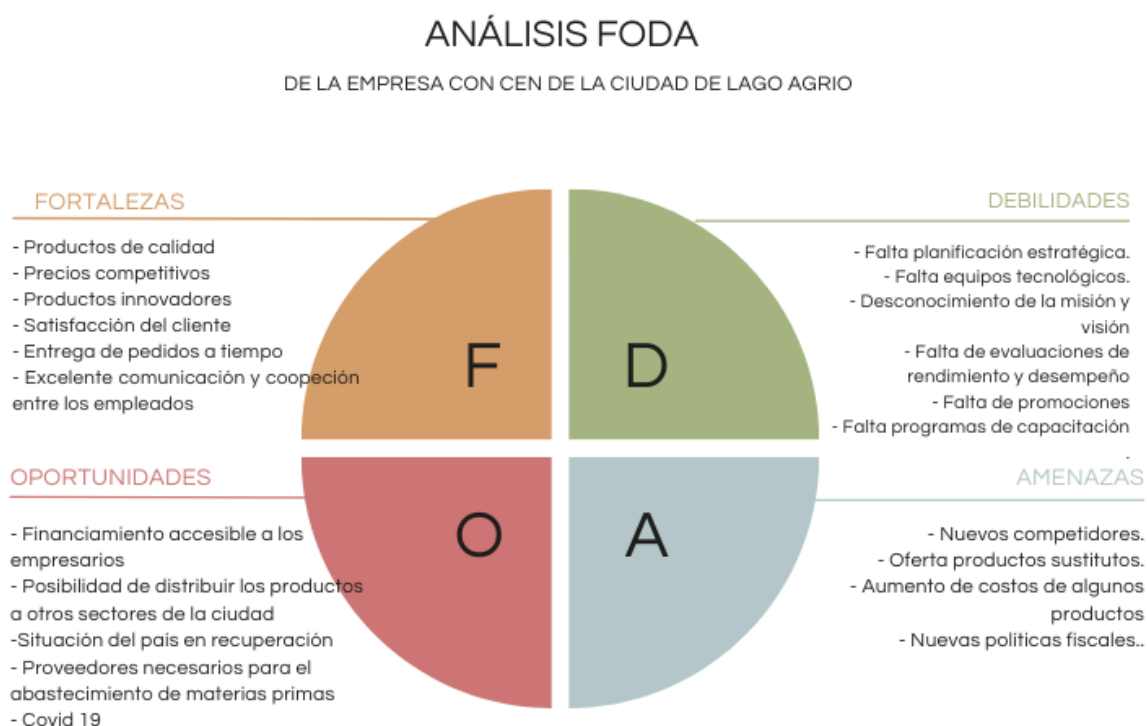 ANÁLISIS FODA
DE LA EMPRESA CON CEN DE LA CIUDAD DE LAGO AGRIO
FORTALEZAS
- Productos de calidad
- Precios competitivos
- Productos innovadores
- Satisfacción del cliente
- Entrega de pedidos a tiempo
- Excelente comunicación y coopeción
entre los empleados
F
D
DEBILIDADES
- Falta planificación estratégica.
- Falta equipos tecnológicos.
- Desconocimiento de la misión y
visión
- Falta de evaluaciones de
rendimiento y desempeño
- Falta de promociones
- Falta programas de capacitación
.
OPORTUNIDADES
- Financiamiento accesible a los
empresarios
- Posibilidad de distribuir los productos
a otros sectores de la ciudad
-Situación del país en recuperación
- Proveedores necesarios para el
abastecimiento de materias primas
- Covid 19
O
A
AMENAZAS
- Nuevos competidores.
- Oferta productos sustitutos.
- Aumento de costos de algunos
productos
- Nuevas políticas fiscales..